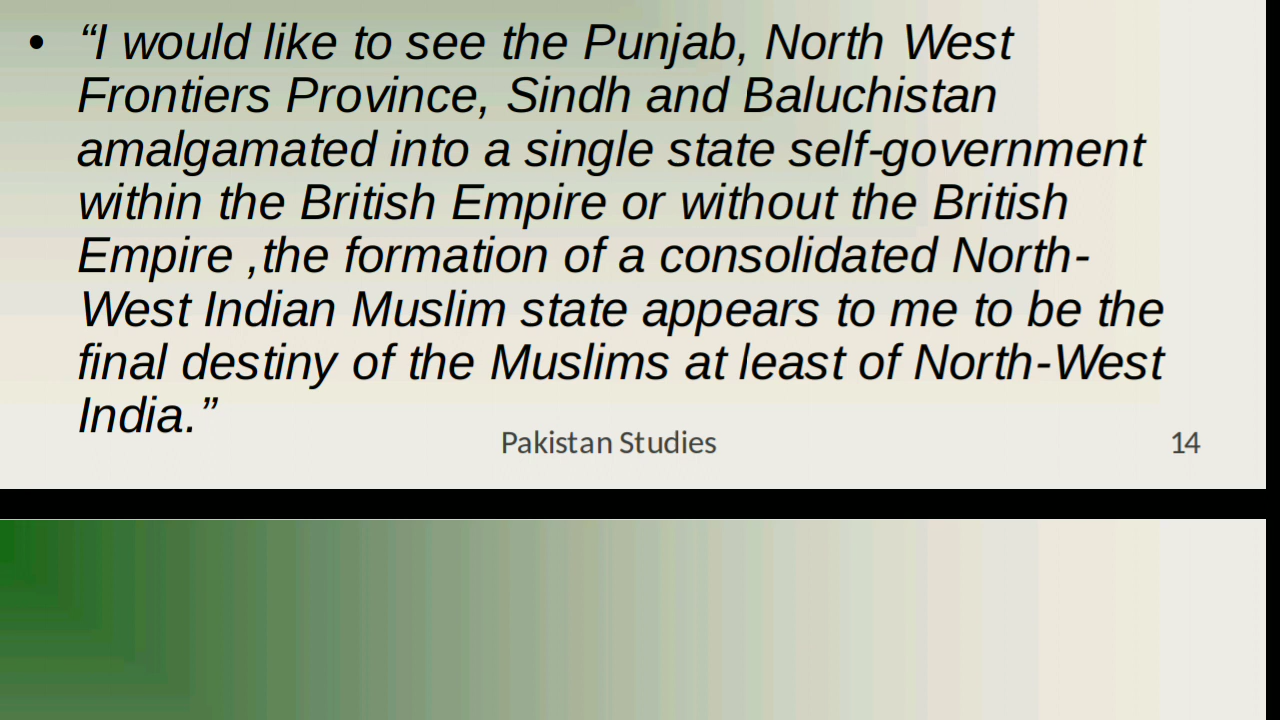 • “I would like to see the Punjab, North West
Frontiers Province, Sindh and Baluchistan
amalgamated into a single state self-government
within the British Empire or without the British
Empire ,the formation of a consolidated North-
West Indian Muslim state appears to me to be the
final destiny of the Muslims at least of North-West
India.”
Pakistan Studies 14